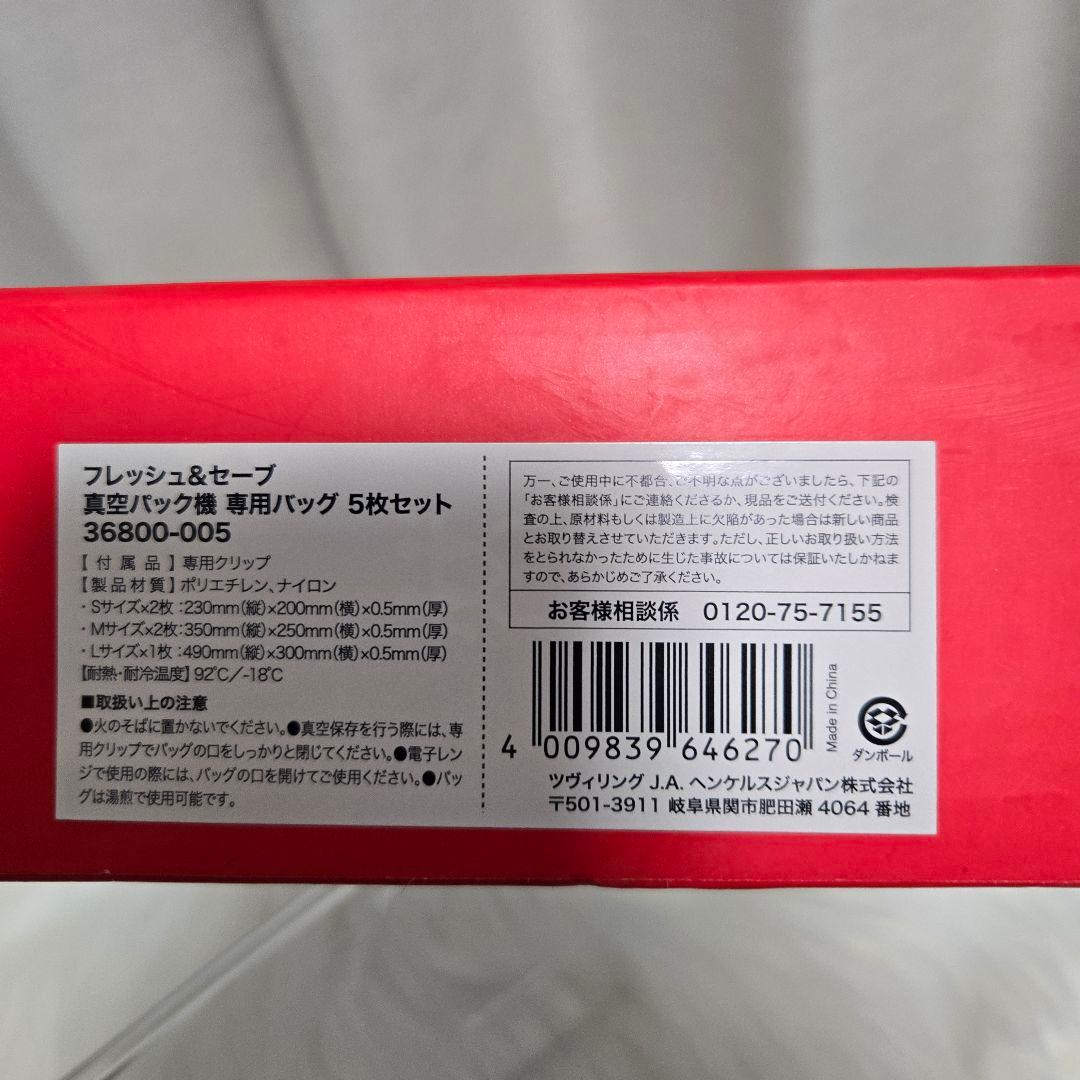 フレッシュ&セーブ
真空パック機 専用バッグ 5枚セット
36800-005
【付属品】専用クリップ
【製品材質】ポリエチレン、ナイロン
・Sサイズ×2枚:230mm(縦)×200mm(横)×0.5mm(厚)
・Mサイズ×2枚:350mm(縦)×250mm(横)×0.5mm(厚)
・Lサイズ×1枚:490mm(縦)×300mm(横)×0.5mm(厚)
【耐熱・耐冷温度】92℃/-18℃
■取扱い上の注意
●火のそばに置かないでください。●真空保存を行う際には、専
用クリップでバッグの口をしっかりと閉じてください。●電子レン
ジで使用の際には、バッグの口を開けてご使用ください。●バッ
グは湯煎で使用可能です。
万一、ご使用中に不都合、ご不明な点がございましたら、下記の
「お客様相談係」にご連絡くださるか、現品をご送付ください。検
査の上、原材料もしくは製造上に欠陥があった場合は新しい商品
とお取り替えさせていただきます。ただし、正しいお取り扱い方法
をとられなかったために生じた事故については保証いたしかねま
すので、あらかじめご了承ください。
お客様相談係 0120-75-7155
4 009839 646270
Made in China
ダンボール
ツヴィリング J.A. ヘンケルスジャパン株式会社
〒501-3911 岐阜県関市肥田瀬 4064 番地